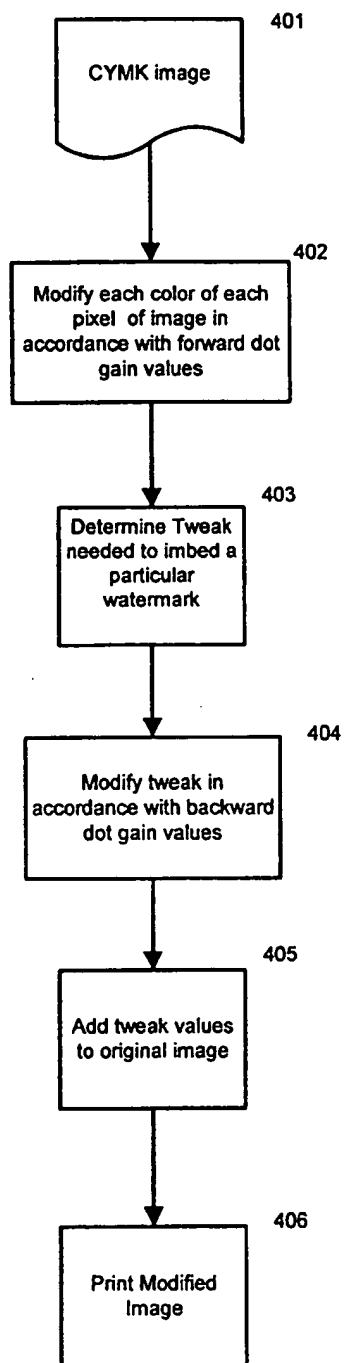 401
CYMK image
402
Modify each color of each
pixel of image in
accordance with forward dot
gain values
403
Determine Tweak
needed to imbed a
particular
watermark
404
Modify tweak in
accordance with backward
dot gain values
405
Add tweak values
to original image
406
Print Modified
Image